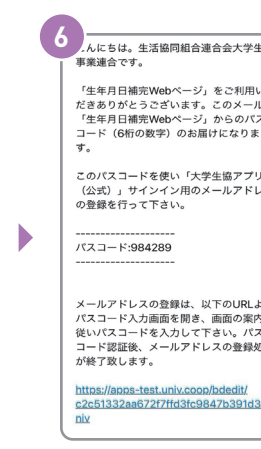 6
んにちは。生活協同組合連合会大学生
事業連合です。
「生年月日補完Webページ」をご利用い
だきありがとうございます。このメール
「生年月日補完Webページ」からのパス
コード（6桁の数字）のお届けになりま
す。
このパスコードを使い「大学生協アプリ
（公式）」サインイン用のメールアドレ
の登録を行って下さい。
--------------------
パスコード:984289
--------------------
メールアドレスの登録は、以下のURLよ
パスコード入力画面を開き、画面の案内
従いパスコードを入力して下さい。パス
コード認証後、メールアドレスの登録処
が終了致します。
https://apps-test.univ.coop/bdedit/
c2c51332aa672f7ffd3fc9847b391d3
niv